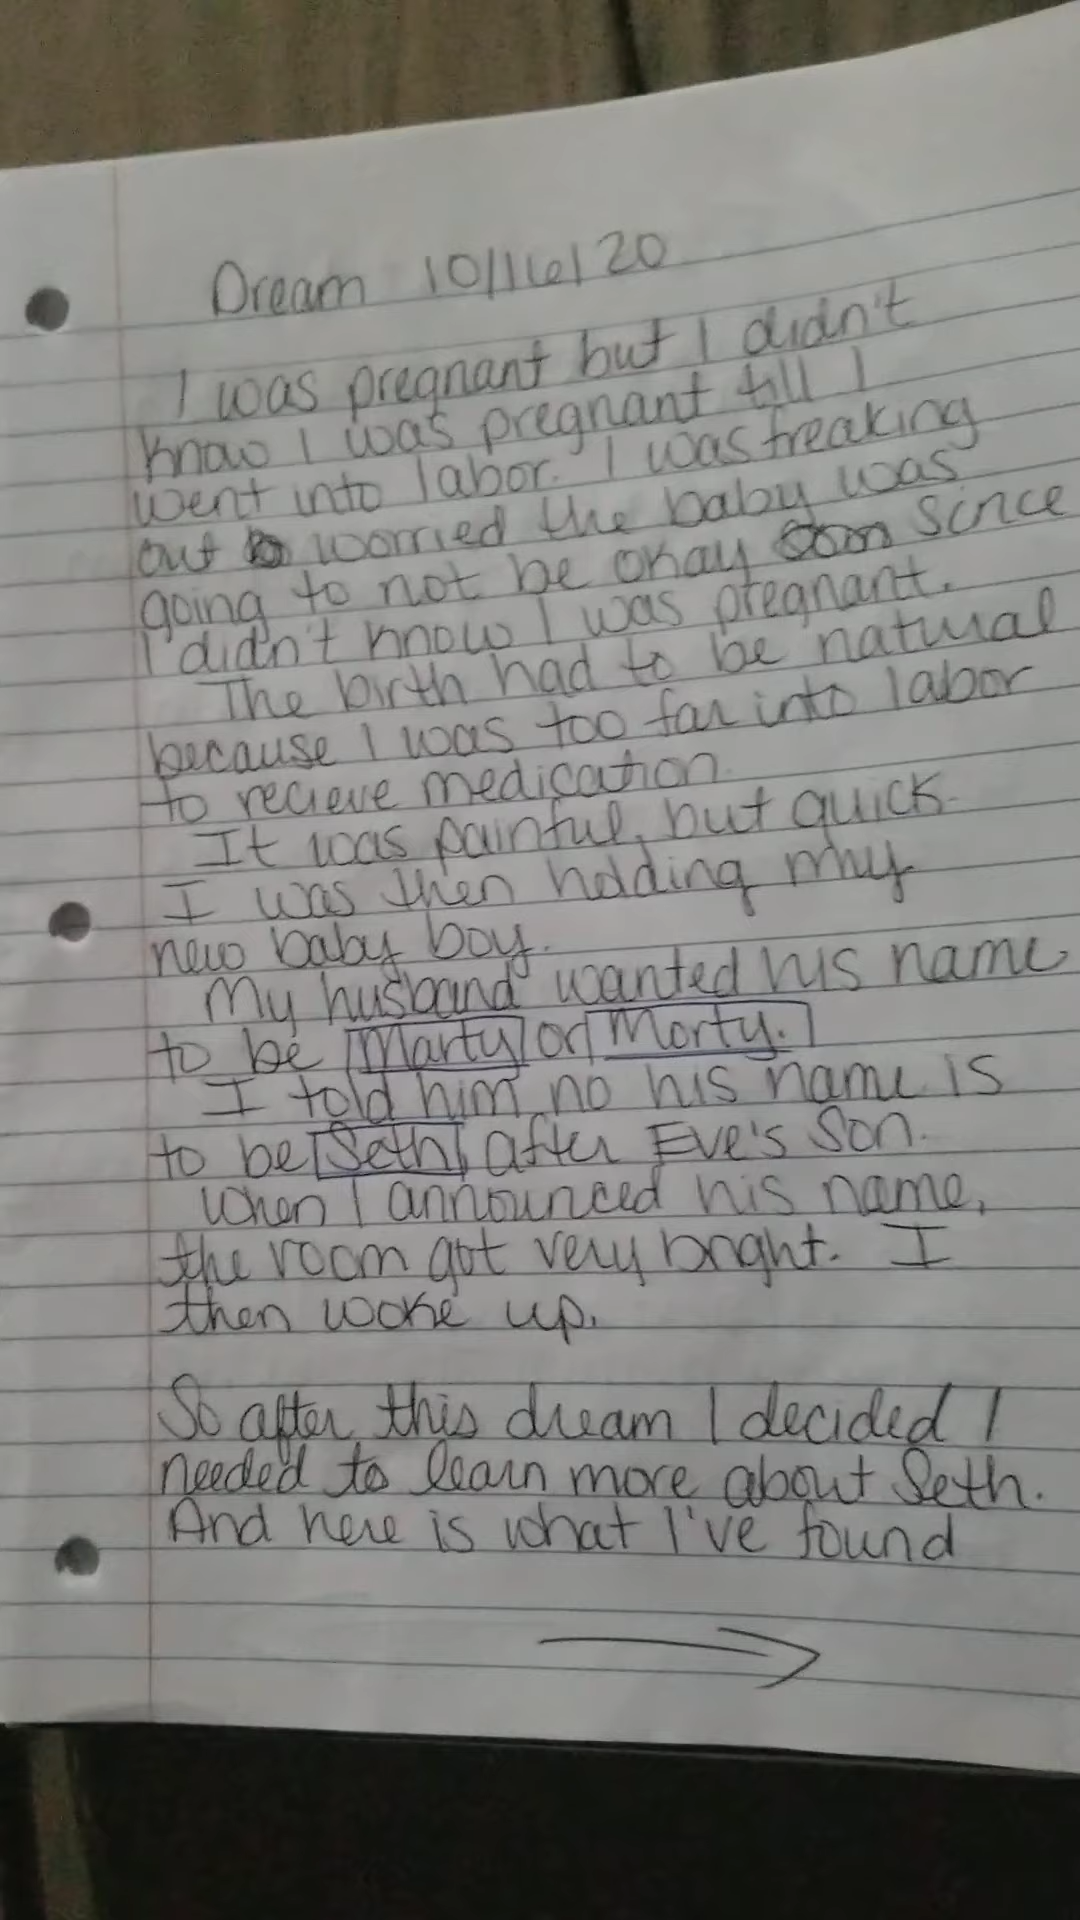 Dream 10/16/20
I was pregnant but I didn't
know I was pregnant till I
went into labor. I was freaking
out worried the baby was
going to not be okay since
I didn't know I was pregnant.
The birth had to be natural
because I was too far into labor
to recieve medication.
It was painful, but quick.
I was then holding my
new baby boy.
My husband wanted his name
to be Marty or Morty.
I told him no his name is
to be Seth after Eve's son.
When I announced his name,
the room got very bright. I
then woke up.
So after this dream I decided I
needed to learn more about Seth.
And here is what I've found